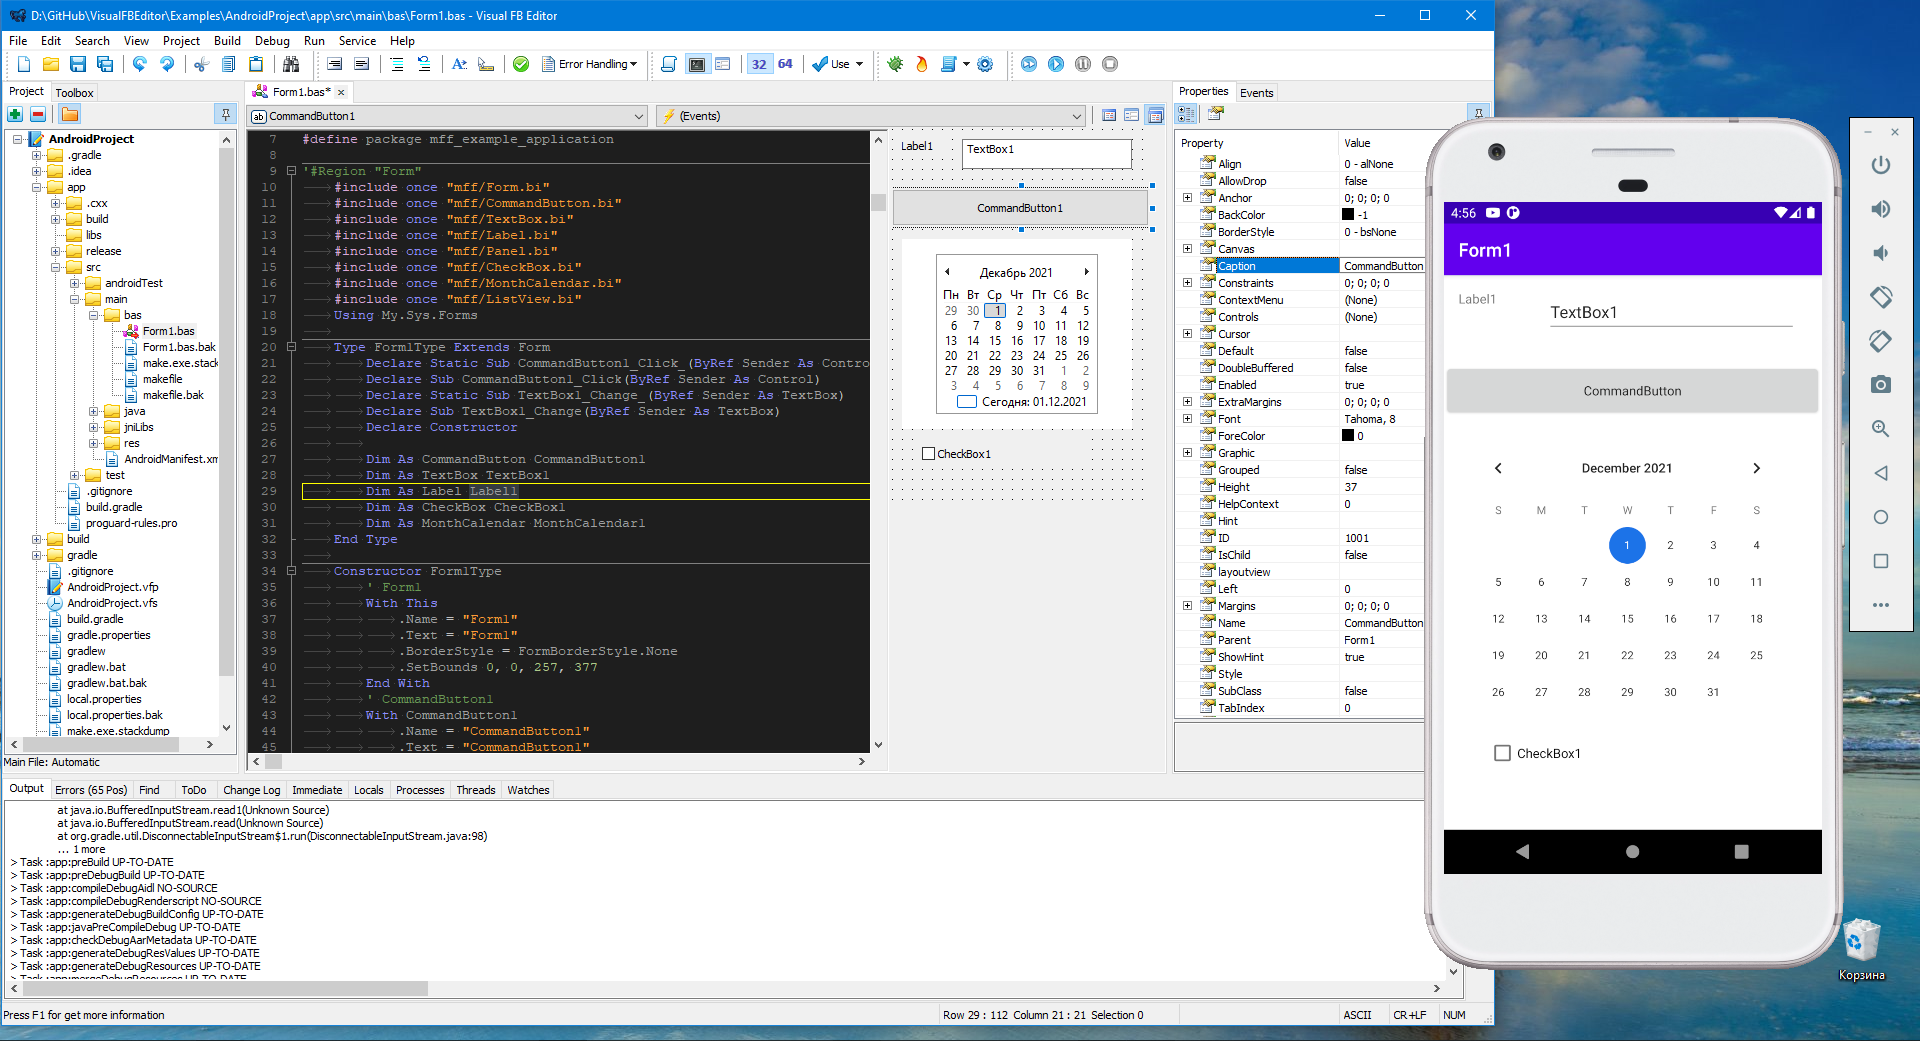 D:\GitHub\VisualFBEditor\Examples\AndroidProject\app\src\main\bas\Form1.bas - Visual FB Editor
File Edit Search View Project Build Debug Run Service Help
Error Handling 32 64 Use
Project Toolbox
AndroidProject
.gradle
.idea
app
.cxx
build
libs
release
src
androidTest
main
bas
Form1.bas
Form1.bas.bak
make.exe.stack
makefile
makefile.bak
java
jniLibs
res
AndroidManifest.xm
test
.gitignore
build.gradle
proguard-rules.pro
build
gradle
.gitignore
AndroidProject.vfp
AndroidProject.vfs
build.gradle
gradle.properties
gradlew
gradlew.bat
gradlew.bat.bak
local.properties
local.properties.bak
make.exe.stackdump
Main File: Automatic
Form1.bas*
CommandButton1 (Events)
7 #define package mff_example_application
8
9 '#Region "Form"
10 #include once "mff/Form.bi"
11 #include once "mff/CommandButton.bi"
12 #include once "mff/TextBox.bi"
13 #include once "mff/Label.bi"
14 #include once "mff/Panel.bi"
15 #include once "mff/CheckBox.bi"
16 #include once "mff/MonthCalendar.bi"
17 #include once "mff/ListView.bi"
18 Using My.Sys.Forms
19
20 Type Form1Type Extends Form
21 Declare Static Sub CommandButton1_Click_(ByRef Sender As Contro
22 Declare Sub CommandButton1_Click(ByRef Sender As Control)
23 Declare Static Sub TextBox1_Change_(ByRef Sender As TextBox)
24 Declare Sub TextBox1_Change(ByRef Sender As TextBox)
25 Declare Constructor
26
27 Dim As CommandButton CommandButton1
28 Dim As TextBox TextBox1
29 Dim As Label Label1
30 Dim As CheckBox CheckBox1
31 Dim As MonthCalendar MonthCalendar1
32 End Type
33
34 Constructor Form1Type
35 ' Form1
36 With This
37 .Name = "Form1"
38 .Text = "Form1"
39 .BorderStyle = FormBorderStyle.None
40 .SetBounds 0, 0, 257, 377
41 End With
42 ' CommandButton1
43 With CommandButton1
44 .Name = "CommandButton1"
45 .Text = "CommandButton1"
Label1 TextBox1
CommandButton1
Декабрь 2021
Пн Вт Ср Чт Пт Сб Вс
29 30 1 2 3 4 5
6 7 8 9 10 11 12
13 14 15 16 17 18 19
20 21 22 23 24 25 26
27 28 29 30 31 1 2
3 4 5 6 7 8 9
Сегодня: 01.12.2021
CheckBox1
Properties Events
Property Value
Align 0 - alNone
AllowDrop false
Anchor 0; 0; 0; 0
BackColor -1
BorderStyle 0 - bsNone
Canvas
Caption CommandButton
Constraints 0; 0; 0; 0
ContextMenu (None)
Controls (None)
Cursor
Default false
DoubleBuffered false
Enabled true
ExtraMargins 0; 0; 0; 0
Font Tahoma, 8
ForeColor 0
Graphic
Grouped false
Height 37
HelpContext 0
Hint
ID 1001
IsChild false
layoutview
Left 0
Margins 0; 0; 0; 0
Name CommandButton
Parent Form1
ShowHint true
Style
SubClass false
TabIndex 0
Output Errors (65 Pos) Find ToDo Change Log Immediate Locals Processes Threads Watches
at java.io.BufferedInputStream.read1(Unknown Source)
at java.io.BufferedInputStream.read(Unknown Source)
at org.gradle.util.DisconnectableInputStream$1.run(DisconnectableInputStream.java:98)
... 1 more
> Task :app:preBuild UP-TO-DATE
> Task :app:preDebugBuild UP-TO-DATE
> Task :app:compileDebugAidl NO-SOURCE
> Task :app:compileDebugRenderscript NO-SOURCE
> Task :app:generateDebugBuildConfig UP-TO-DATE
> Task :app:javaPreCompileDebug UP-TO-DATE
> Task :app:checkDebugAarMetadata UP-TO-DATE
> Task :app:generateDebugResValues UP-TO-DATE
> Task :app:generateDebugResources UP-TO-DATE
> Task :app:mergeDebugResources UP-TO-DATE
Press F1 for get more information Row 29 : 112 Column 21 : 21 Selection 0 ASCII CR+LF NUM
4:56
Form1
Label1 TextBox1
CommandButton
December 2021
S M T W T F S
1 2 3 4
5 6 7 8 9 10 11
12 13 14 15 16 17 18
19 20 21 22 23 24 25
26 27 28 29 30 31
CheckBox1
Корзина